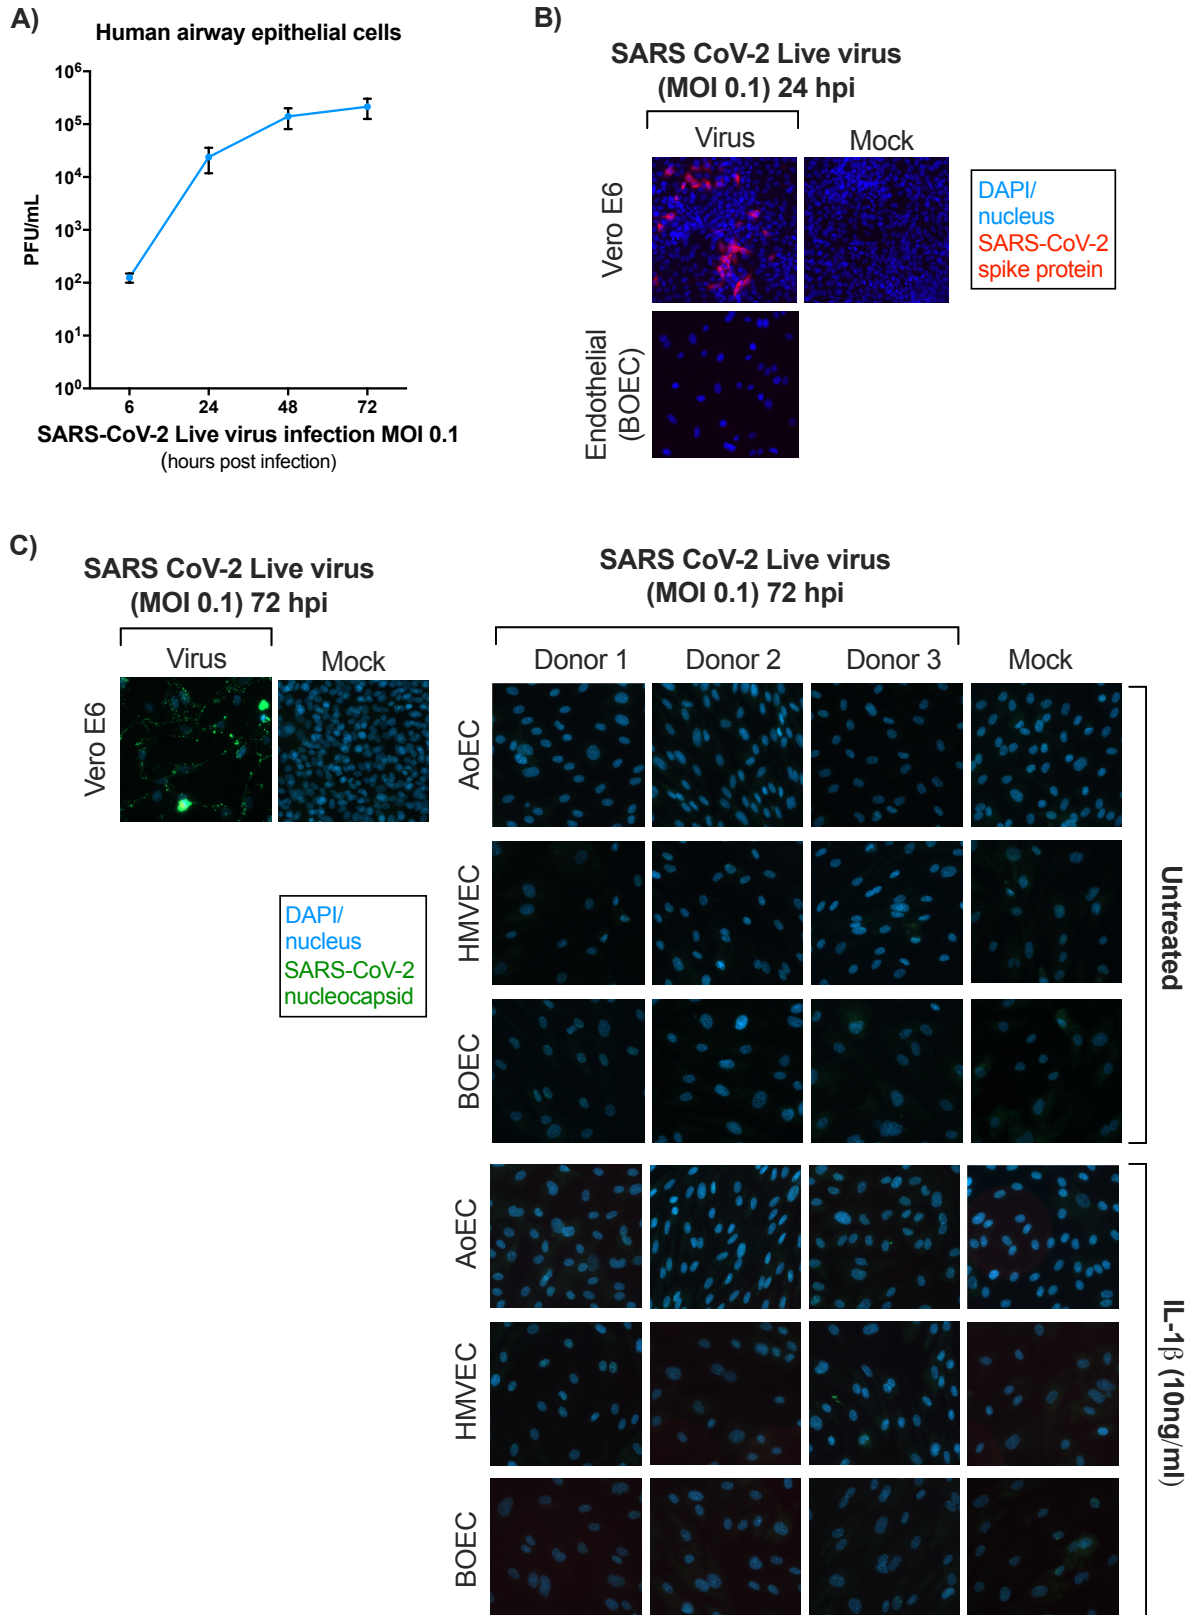 A)
Human airway epithelial cells
PFU/mL
10⁶
10⁵
10⁴
10³
10²
10¹
10⁰
6 24 48 72
SARS-CoV-2 Live virus infection MOI 0.1
(hours post infection)
B)
SARS CoV-2 Live virus
(MOI 0.1) 24 hpi
Virus Mock
Vero E6
Endothelial
(BOEC)
DAPI/
nucleus
SARS-CoV-2
spike protein
C)
SARS CoV-2 Live virus
(MOI 0.1) 72 hpi
Virus Mock
Vero E6
DAPI/
nucleus
SARS-CoV-2
nucleocapsid
SARS CoV-2 Live virus
(MOI 0.1) 72 hpi
Donor 1 Donor 2 Donor 3 Mock
AoEC
HMVEC
BOEC
Untreated
AoEC
HMVEC
BOEC
IL-1β (10ng/ml)